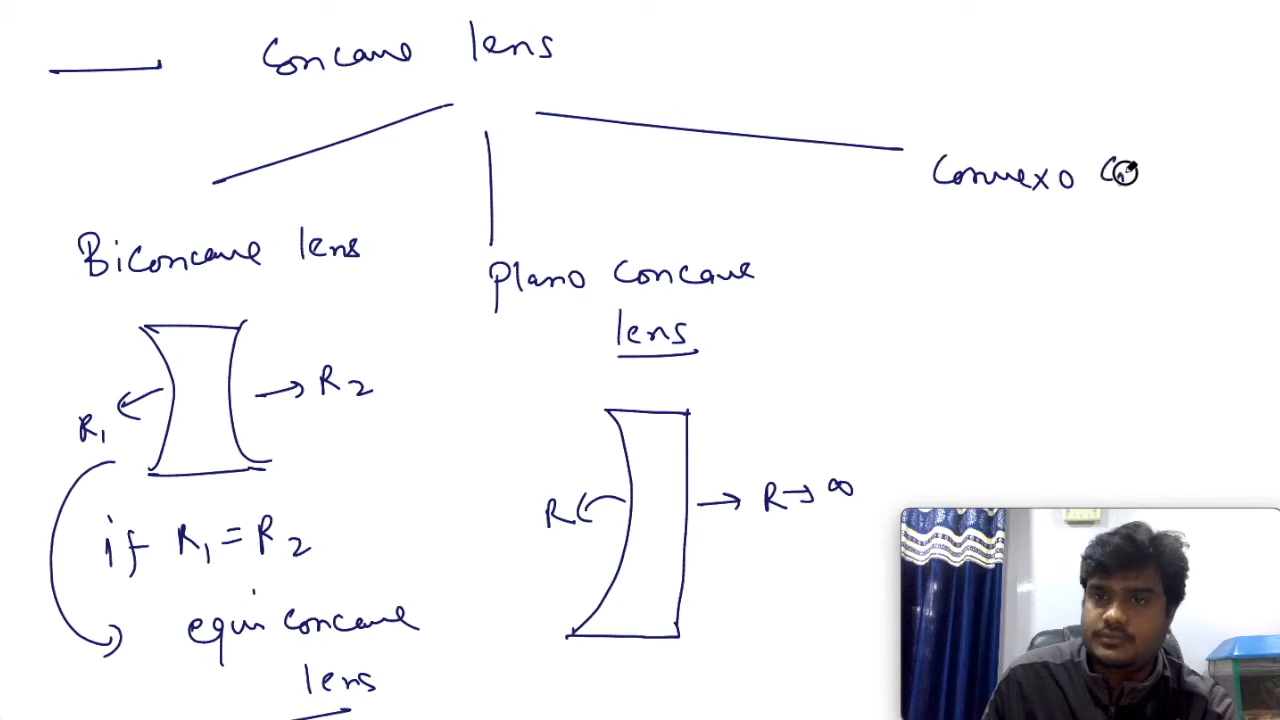 Concave lens
Convexo Co
Biconcave lens
Plano concave
lens
R1
R2
R
R → ∞
if R1 = R2
equi concave
lens